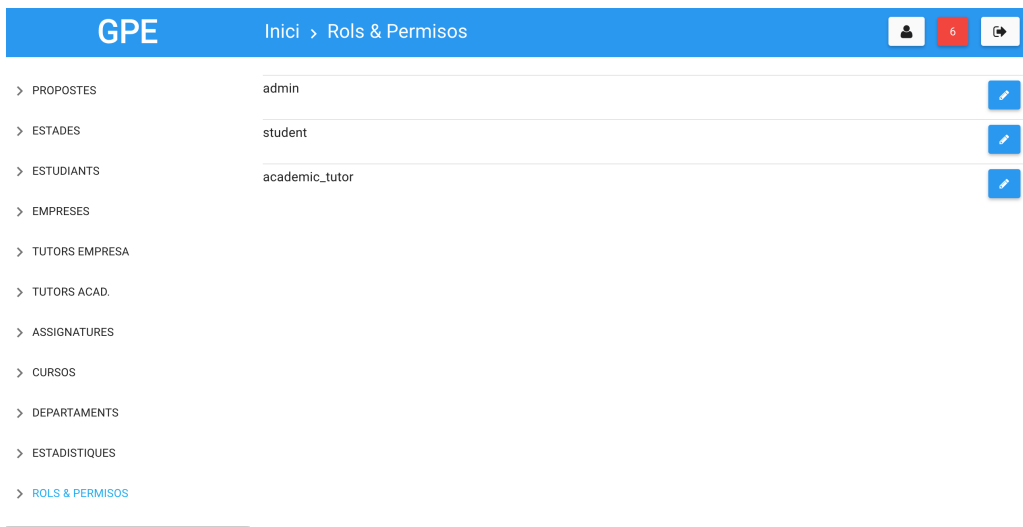 GPE
Inici > Rols & Permisos
6
PROPOSTES
ESTADES
ESTUDIANTS
EMPRESES
TUTORS EMPRESA
TUTORS ACAD.
ASSIGNATURES
CURSOS
DEPARTAMENTS
ESTADISTIQUES
ROLS & PERMISOS
admin
student
academic_tutor